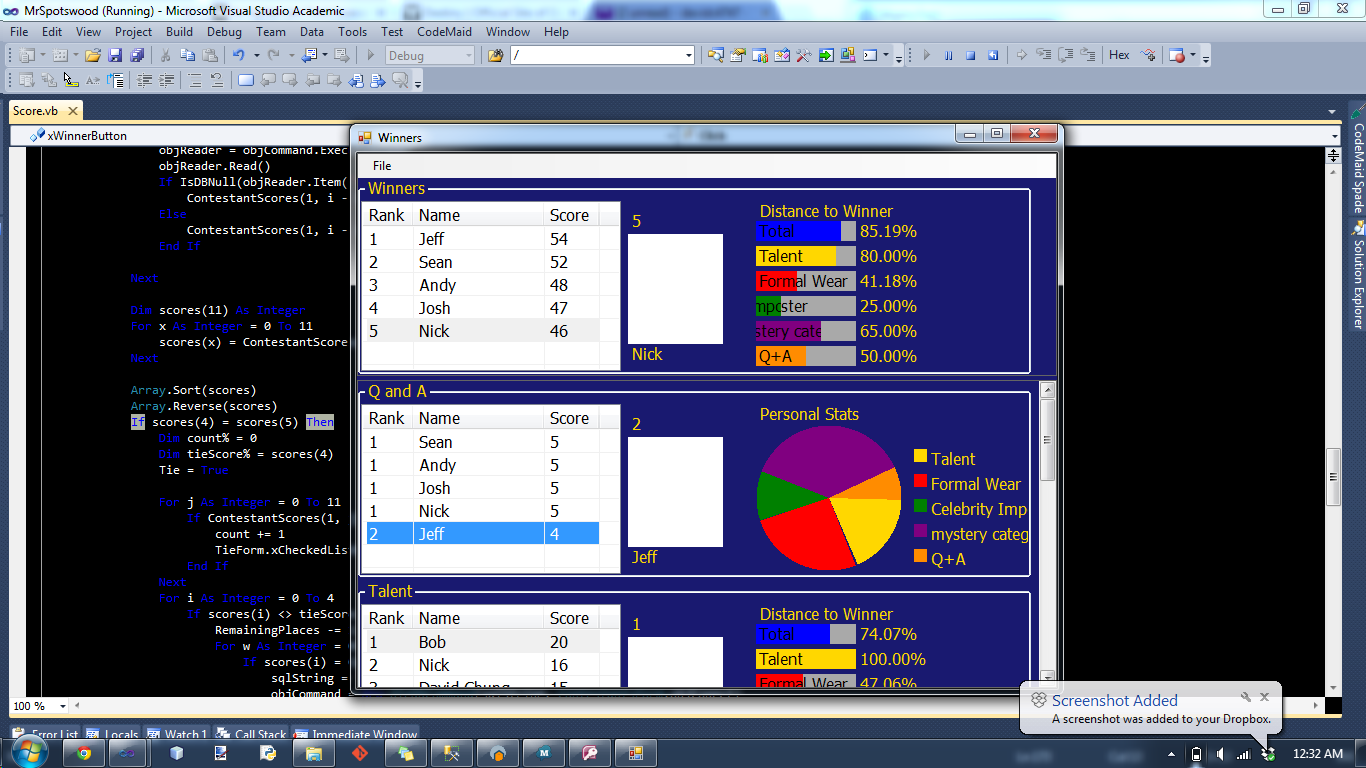 MrSpotswood (Running) - Microsoft Visual Studio Academic
File Edit View Project Build Debug Team Data Tools Test CodeMaid Window Help
Debug
/
Hex
Score.vb
xWinnerButton
Click
objReader = objCommand.Exec
objReader.Read()
If IsDBNull(objReader.Item(
ContestantScores(1, i -
Else
ContestantScores(1, i -
End If
Next
Dim scores(11) As Integer
For x As Integer = 0 To 11
scores(x) = ContestantScore
Next
Array.Sort(scores)
Array.Reverse(scores)
If scores(4) = scores(5) Then
Dim count% = 0
Dim tieScore% = scores(4)
Tie = True
For j As Integer = 0 To 11
If ContestantScores(1,
count += 1
TieForm.xCheckedLis
End If
Next
For i As Integer = 0 To 4
If scores(i) <> tieScor
RemainingPlaces -=
For w As Integer =
If scores(i) =
sqlString =
objCommand =
100 %
Error List Locals Watch 1 Call Stack Immediate Window
CodeMaid Spade
Solution Explorer
Winners
File
Winners
Rank Name Score
1 Jeff 54
2 Sean 52
3 Andy 48
4 Josh 47
5 Nick 46
5
Nick
Distance to Winner
Total 85.19%
Talent 80.00%
Formal Wear 41.18%
mposter 25.00%
stery cate 65.00%
Q+A 50.00%
Q and A
Rank Name Score
1 Sean 5
1 Andy 5
1 Josh 5
1 Nick 5
2 Jeff 4
2
Jeff
Personal Stats
Talent
Formal Wear
Celebrity Imp
mystery categ
Q+A
Talent
Rank Name Score
1 Bob 20
2 Nick 16
David Chung 15
1
Distance to Winner
Total 74.07%
Talent 100.00%
Formal Wear 47.06%
Screenshot Added
A screenshot was added to your Dropbox.
12:32 AM